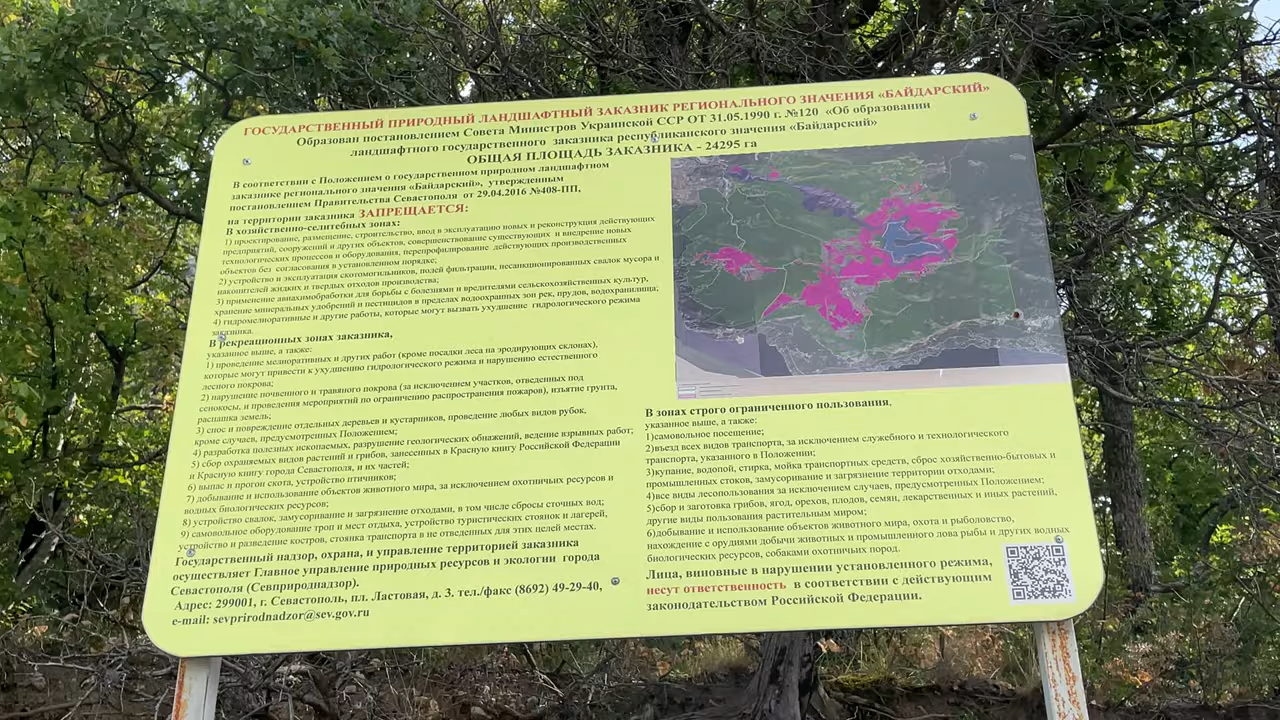 ГОСУДАРСТВЕННЫЙ ПРИРОДНЫЙ ЛАНДШАФТНЫЙ ЗАКАЗНИК РЕГИОНАЛЬНОГО ЗНАЧЕНИЯ «БАЙДАРСКИЙ»
Образован постановлением Совета Министров Украинской ССР ОТ 31.05.1990 г. №120 «Об образовании
ландшафтного государственного заказника республиканского значения «Байдарский»
ОБЩАЯ ПЛОЩАДЬ ЗАКАЗНИКА - 24295 га
В соответствии с Положением о государственном природном ландшафтном
заказнике регионального значения «Байдарский», утвержденным
постановлением Правительства Севастополя от 29.04.2016 №408-ПП,
на территории заказника ЗАПРЕЩАЕТСЯ:
В хозяйственно-селитебных зонах:
1) проектирование, размещение, строительство, ввод в эксплуатацию новых и реконструкция действующих
предприятий, сооружений и других объектов, совершенствование существующих и внедрение новых
технологических процессов и оборудования, перепрофилирование действующих производственных
объектов без согласования в установленном порядке;
2) устройство и эксплуатация скотомогильников, полей фильтрации, несанкционированных свалок мусора и
накопителей жидких и твердых отходов производства;
3) применение авиахимобработки для борьбы с болезнями и вредителями сельскохозяйственных культур,
хранение минеральных удобрений и пестицидов в пределах водоохранных зон рек, прудов, водохранилища;
4) гидромелиоративные и другие работы, которые могут вызвать ухудшение гидрологического режима
заказника.
В рекреационных зонах заказника,
указанное выше, а также:
1) проведение мелиоративных и других работ (кроме посадки леса на эродирующих склонах),
которые могут привести к ухудшению гидрологического режима и нарушению естественного
лесного покрова;
2) нарушение почвенного и травяного покрова (за исключением участков, отведенных под
сенокосы, и проведения мероприятий по ограничению распространения пожаров), изъятие грунта,
распашка земель;
3) снос и повреждение отдельных деревьев и кустарников, проведение любых видов рубок,
кроме случаев, предусмотренных Положением;
4) разработка полезных ископаемых, разрушение геологических обнажений, ведение взрывных работ;
5) сбор охраняемых видов растений и грибов, занесенных в Красную книгу Российской Федерации
и Красную книгу города Севастополя, и их частей;
6) выпас и прогон скота, устройство птичников;
7) добывание и использование объектов животного мира, за исключением охотничьих ресурсов и
водных биологических ресурсов;
8) устройство свалок, замусоривание и загрязнение отходами, в том числе сбросы сточных вод;
9) самовольное оборудование троп и мест отдыха, устройство туристических стоянок и лагерей,
устройство и разведение костров, стоянка транспорта в не отведенных для этих целей местах.
Государственный надзор, охрана, и управление территорией заказника
осуществляет Главное управление природных ресурсов и экологии города
Севастополя (Севприроднадзор).
Адрес: 299001, г. Севастополь, пл. Ластовая, д. 3. тел./факс (8692) 49-29-40,
e-mail: sevprirodnadzor@sev.gov.ru
В зонах строго ограниченного пользования,
указанное выше, а также:
1)самовольное посещение;
2)въезд всех видов транспорта, за исключением служебного и технологического
транспорта, указанного в Положении;
3)купание, водопой, стирка, мойка транспортных средств, сброс хозяйственно-бытовых и
промышленных стоков, замусоривание и загрязнение территории отходами;
4)все виды лесопользования за исключением случаев, предусмотренных Положением;
5)сбор и заготовка грибов, ягод, орехов, плодов, семян, лекарственных и иных растений,
другие виды пользования растительным миром;
6)добывание и использование объектов животного мира, охота и рыболовство,
нахождение с орудиями добычи животных и промышленного лова рыбы и других водных
биологических ресурсов, собаками охотничьих пород.
Лица, виновные в нарушении установленного режима,
несут ответственность в соответствии с действующим
законодательством Российской Федерации.